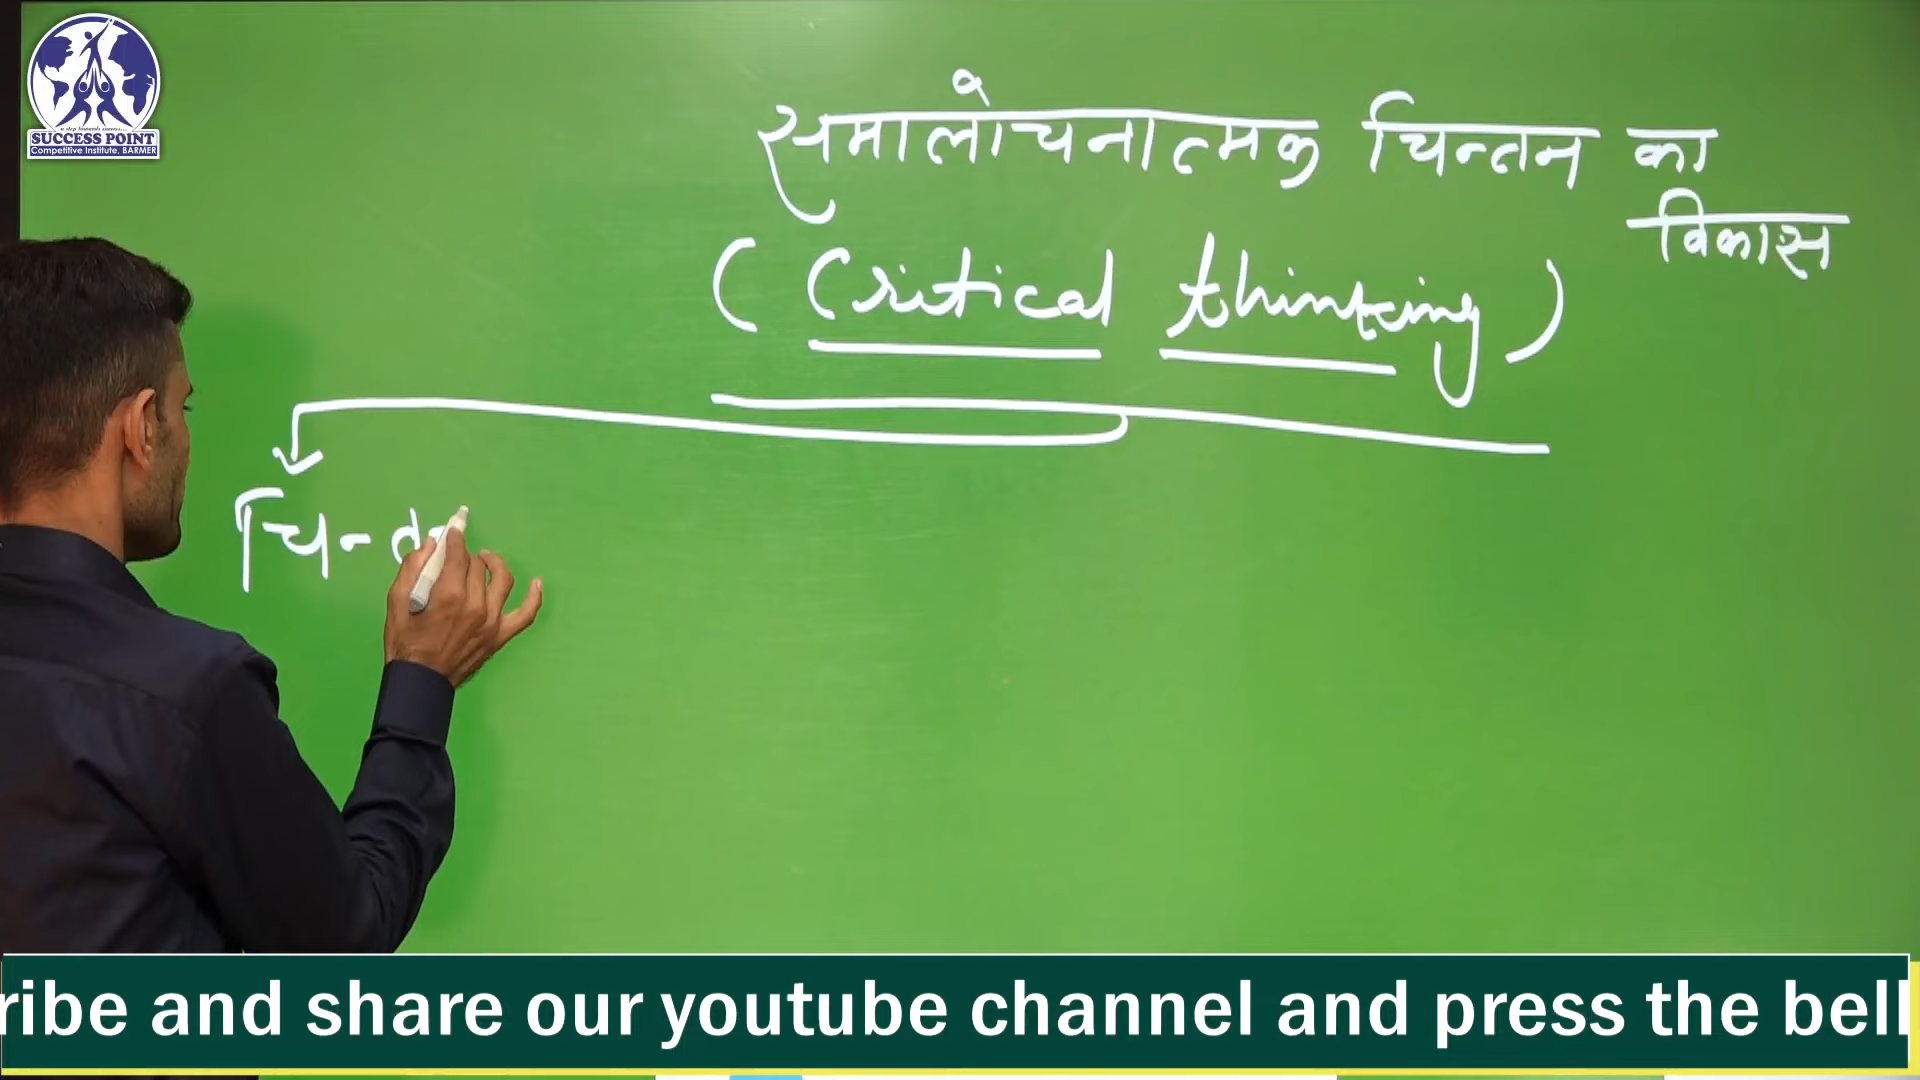 SUCCESS POINT
Competitive Institute, BARMER
समालोचनात्मक चिन्तन का
विकास
( Critical thinking )
चिन्त
ribe and share our youtube channel and press the bell